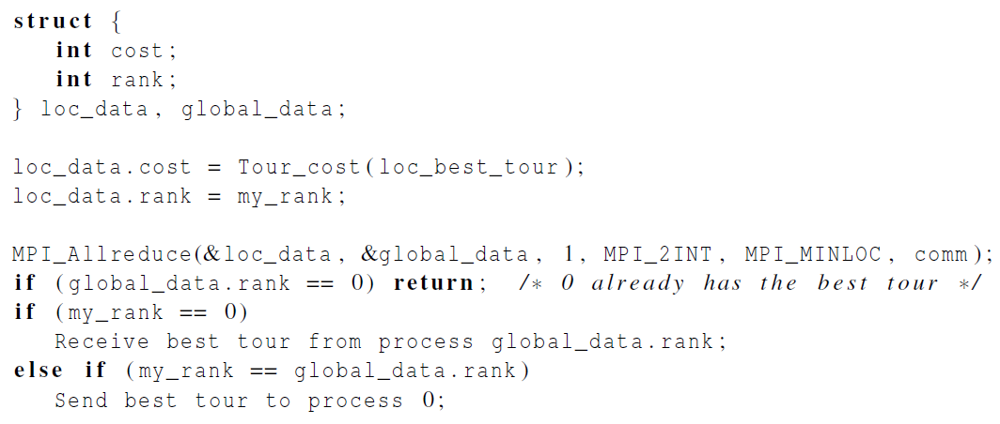 struct {
   int cost;
   int rank;
} loc_data, global_data;

loc_data.cost = Tour_cost(loc_best_tour);
loc_data.rank = my_rank;

MPI_Allreduce(&loc_data, &global_data, 1, MPI_2INT, MPI_MINLOC, comm);
if (global_data.rank == 0) return;  /* 0 already has the best tour */
if (my_rank == 0)
   Receive best tour from process global_data.rank;
else if (my_rank == global_data.rank)
   Send best tour to process 0;